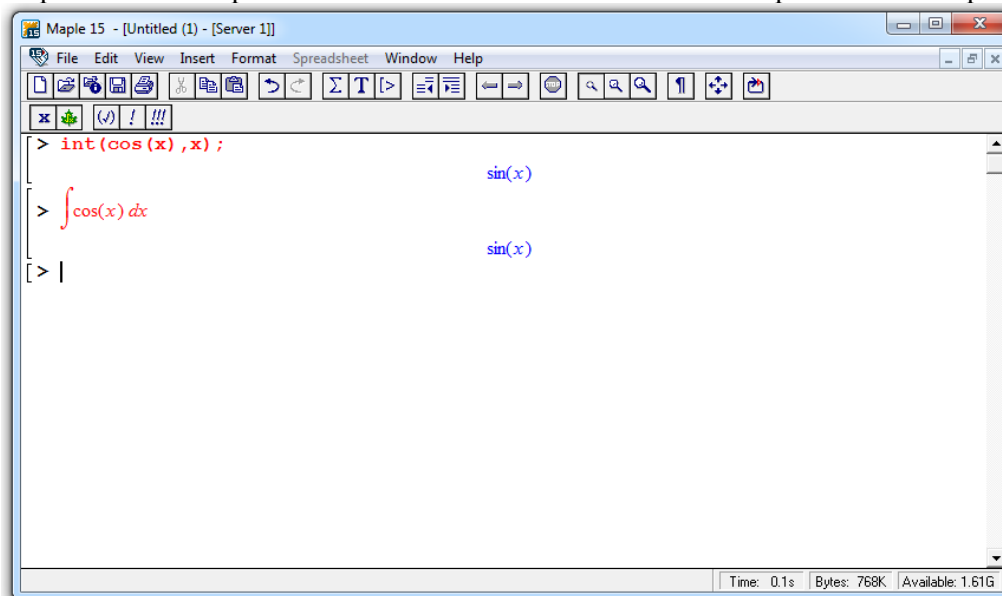 Maple 15 - [Untitled (1) - [Server 1]]
File Edit View Insert Format Spreadsheet Window Help
> int(cos(x),x);
sin(x)
> ∫cos(x) dx
sin(x)
>
Time: 0.1s Bytes: 768K Available: 1.61G